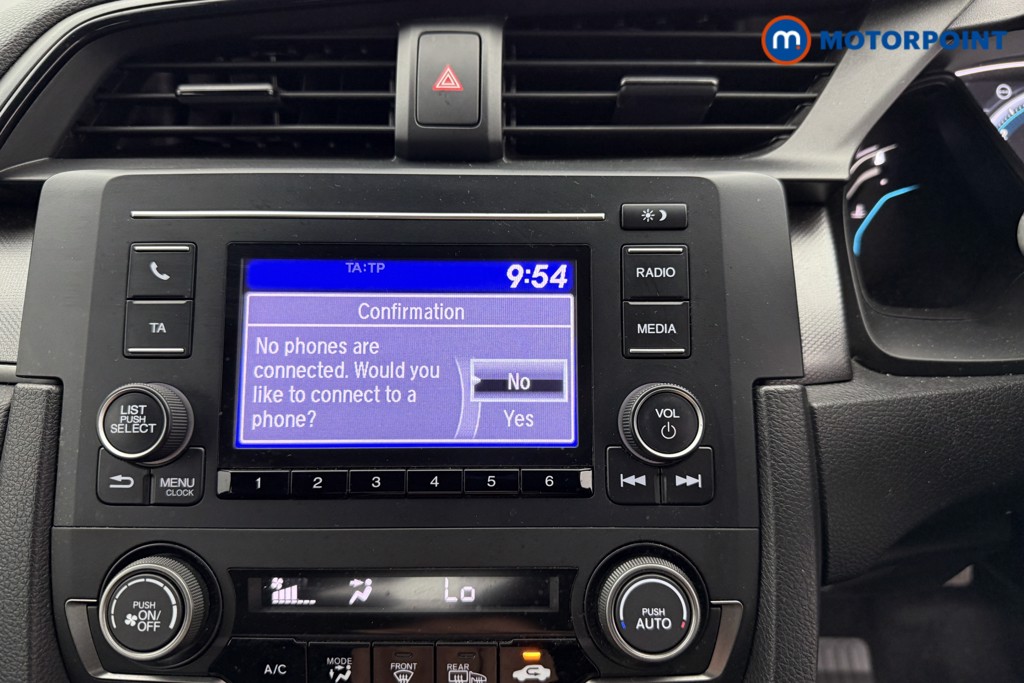 m MOTORPOINT
TA:TP
9:54
Confirmation
No phones are
connected. Would you
like to connect to a
phone?
No
Yes
TA
RADIO
MEDIA
LIST
PUSH
SELECT
VOL
MENU
CLOCK
1 2 3 4 5 6
PUSH
ON/
OFF
Lo
PUSH
AUTO
A/C
MODE
FRONT
REAR